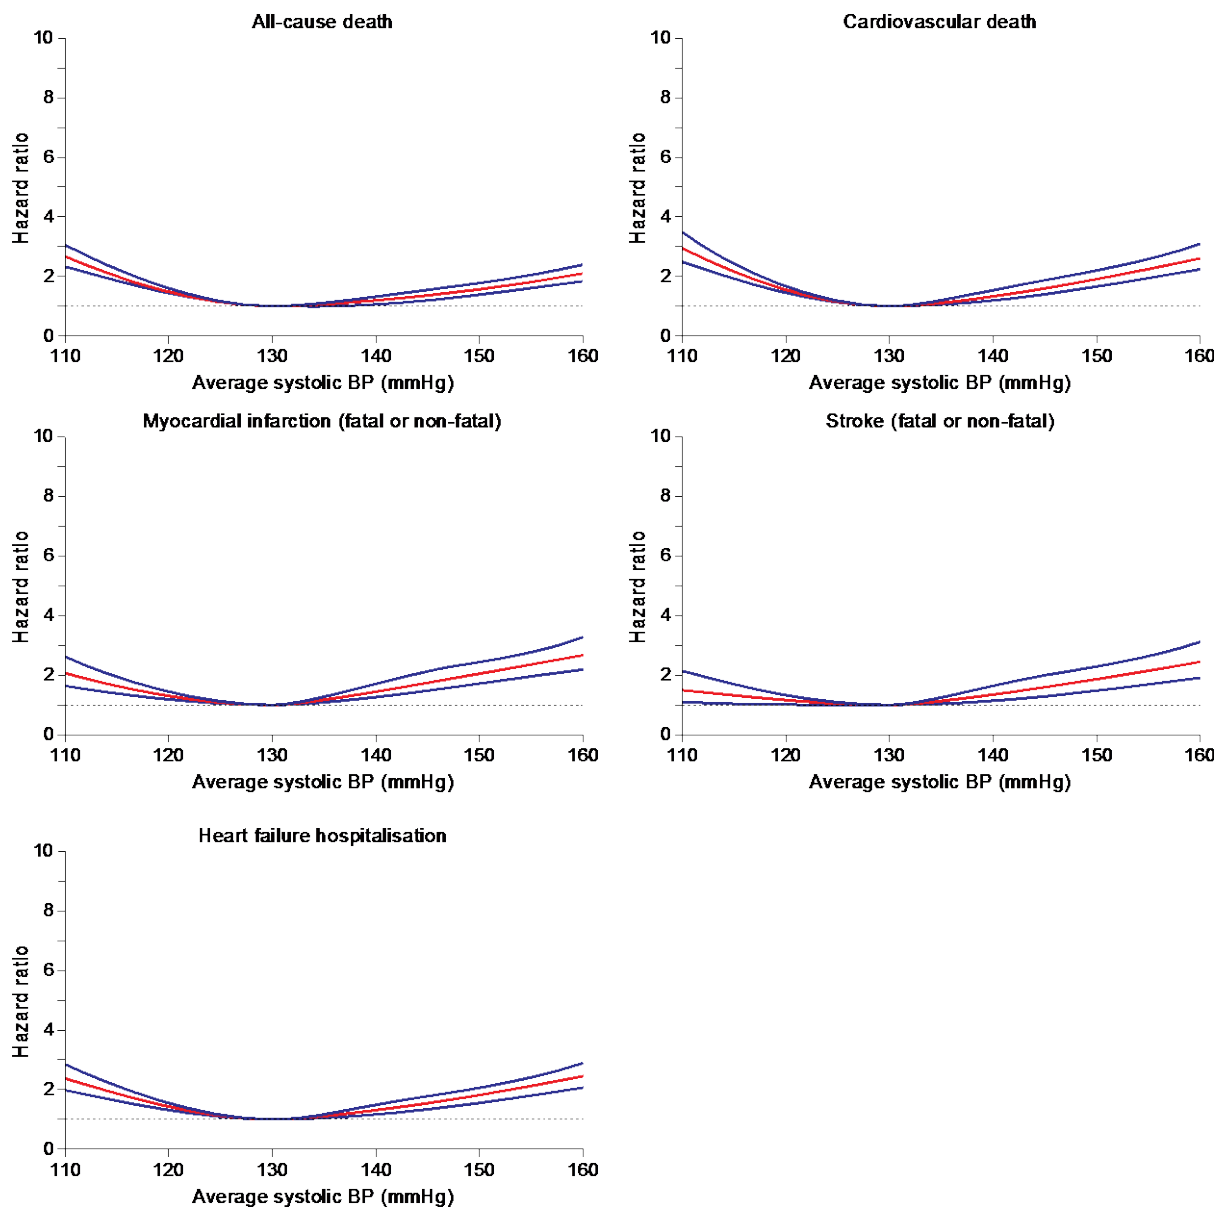 All-cause death
10
8
6
4
2
0
Hazard ratio
110 120 130 140 150 160
Average systolic BP (mmHg)
Cardiovascular death
10
8
6
4
2
0
Hazard ratio
110 120 130 140 150 160
Average systolic BP (mmHg)
Myocardial infarction (fatal or non-fatal)
10
8
6
4
2
0
Hazard ratio
110 120 130 140 150 160
Average systolic BP (mmHg)
Stroke (fatal or non-fatal)
10
8
6
4
2
0
Hazard ratio
110 120 130 140 150 160
Average systolic BP (mmHg)
Heart failure hospitalisation
10
8
6
4
2
0
Hazard ratio
110 120 130 140 150 160
Average systolic BP (mmHg)